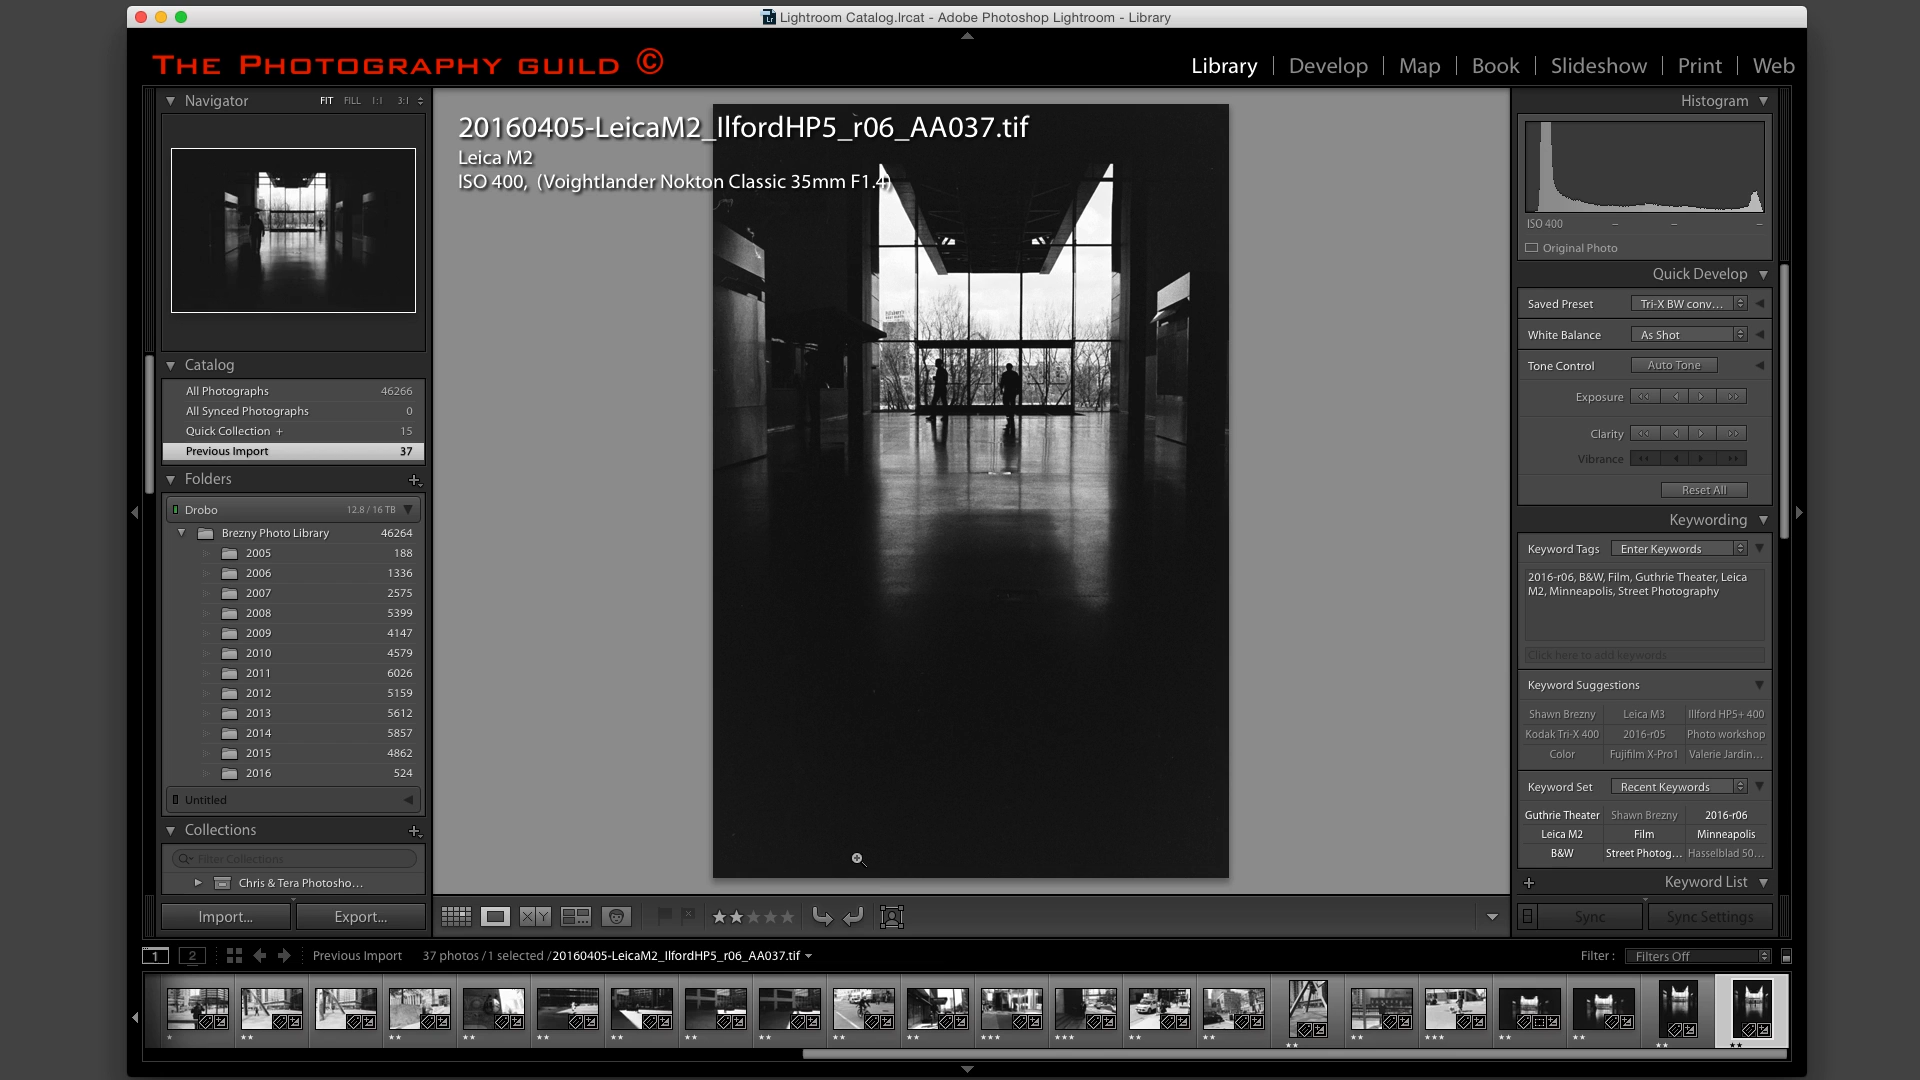 Lightroom Catalog.lrcat - Adobe Photoshop Lightroom - Library
THE PHOTOGRAPHY GUILD ©
Library | Develop | Map | Book | Slideshow | Print | Web
Navigator FIT FILL 1:1 3:1
Catalog
All Photographs 46266
All Synced Photographs 0
Quick Collection + 15
Previous Import 37
Folders
Drobo 12.8 / 16 TB
Brezny Photo Library 46264
2005 188
2006 1336
2007 2575
2008 5399
2009 4147
2010 4579
2011 6026
2012 5159
2013 5612
2014 5857
2015 4862
2016 524
Untitled
Collections
Filter Collections
Chris & Tera Photosho...
Import... Export...
20160405-LeicaM2_IlfordHP5_r06_AA037.tif
Leica M2
ISO 400, (Voightlander Nokton Classic 35mm F1.4)
XY
Histogram
ISO 400 – – –
Original Photo
Quick Develop
Saved Preset Tri-X BW conv...
White Balance As Shot
Tone Control Auto Tone
Exposure
Clarity
Vibrance
Reset All
Keywording
Keyword Tags Enter Keywords
2016-r06, B&W, Film, Guthrie Theater, Leica
M2, Minneapolis, Street Photography
Click here to add keywords
Keyword Suggestions
Shawn Brezny Leica M3 Illford HP5+ 400
Kodak Tri-X 400 2016-r05 Photo workshop
Color Fujifilm X-Pro1 Valerie Jardin...
Keyword Set Recent Keywords
Guthrie Theater Shawn Brezny 2016-r06
Leica M2 Film Minneapolis
B&W Street Photog... Hasselblad 50...
+ Keyword List
Sync Sync Settings
1 2 Previous Import 37 photos / 1 selected / 20160405-LeicaM2_IlfordHP5_r06_AA037.tif Filter : Filters Off